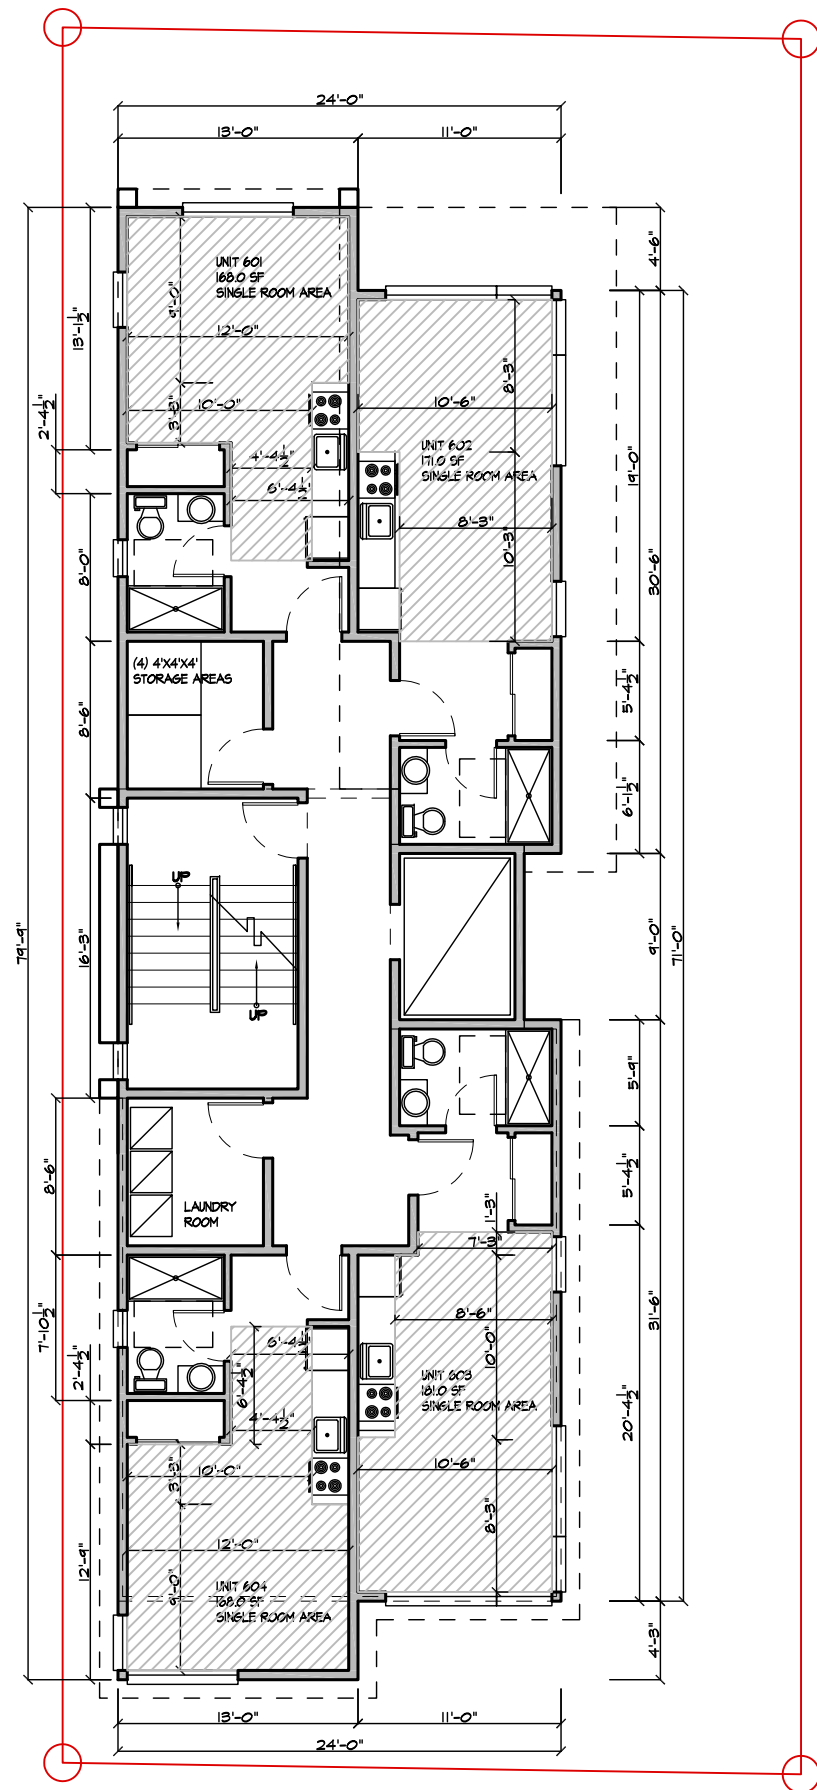 24'-0"
13'-0"
11'-0"
4'-6"
UNIT 601
168.0 SF
SINGLE ROOM AREA
9'-0"
13'-1½"
12'-0"
8'-3"
10'-0"
3'-3"
10'-6"
2'-4½"
4'-4½"
UNIT 602
171.0 SF
SINGLE ROOM AREA
19'-0"
6'-4½"
8'-3"
10'-3"
30'-6"
8'-0"
(4) 4'X4'X4'
STORAGE AREAS
8'-6"
5'-4½"
6'-1½"
UP
79'-9"
16'-3"
9'-0"
71'-0"
UP
5'-9"
8'-6"
5'-4½"
LAUNDRY
ROOM
1'-3"
7'-3"
7'-10½"
8'-6"
31'-6"
6'-4½"
10'-0"
2'-4½"
6'-4½"
UNIT 603
181.0 SF
SINGLE ROOM AREA
4'-4½"
20'-4½"
10'-0"
3'-3"
10'-6"
8'-3"
12'-0"
12'-9"
9'-0"
UNIT 604
168.0 SF
SINGLE ROOM AREA
4'-3"
13'-0"
11'-0"
24'-0"